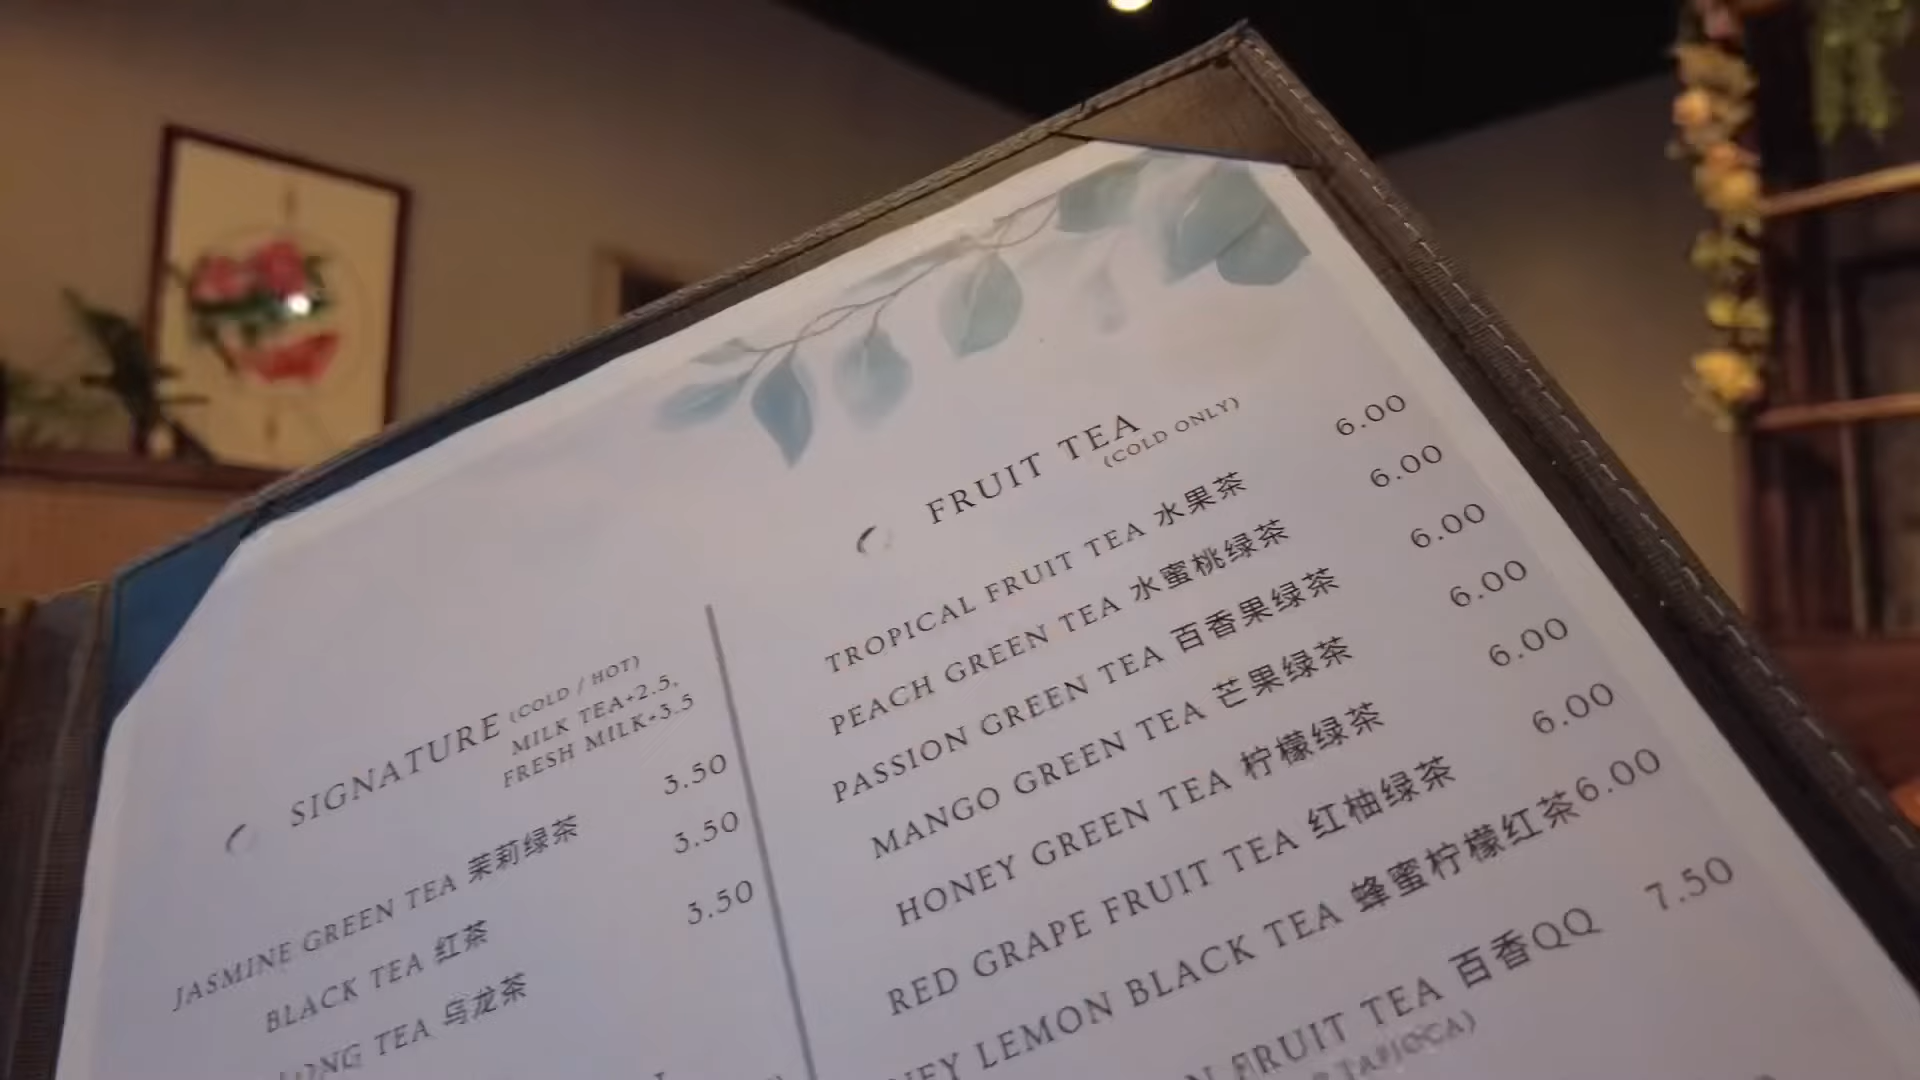 SIGNATURE (COLD / HOT)
MILK TEA+2.5,
FRESH MILK+3.5
JASMINE GREEN TEA 茉莉绿茶 3.50
BLACK TEA 红茶 3.50
TEA 乌龙茶 3.50
FRUIT TEA
(COLD ONLY)
TROPICAL FRUIT TEA 水果茶 6.00
PEACH GREEN TEA 水蜜桃绿茶 6.00
PASSION GREEN TEA 百香果绿茶 6.00
MANGO GREEN TEA 芒果绿茶 6.00
HONEY GREEN TEA 柠檬绿茶 6.00
RED GRAPE FRUIT TEA 红柚绿茶 6.00
LEMON BLACK TEA 蜂蜜柠檬红茶 6.00
FRUIT TEA 百香QQ 7.50
TAPIOCA)